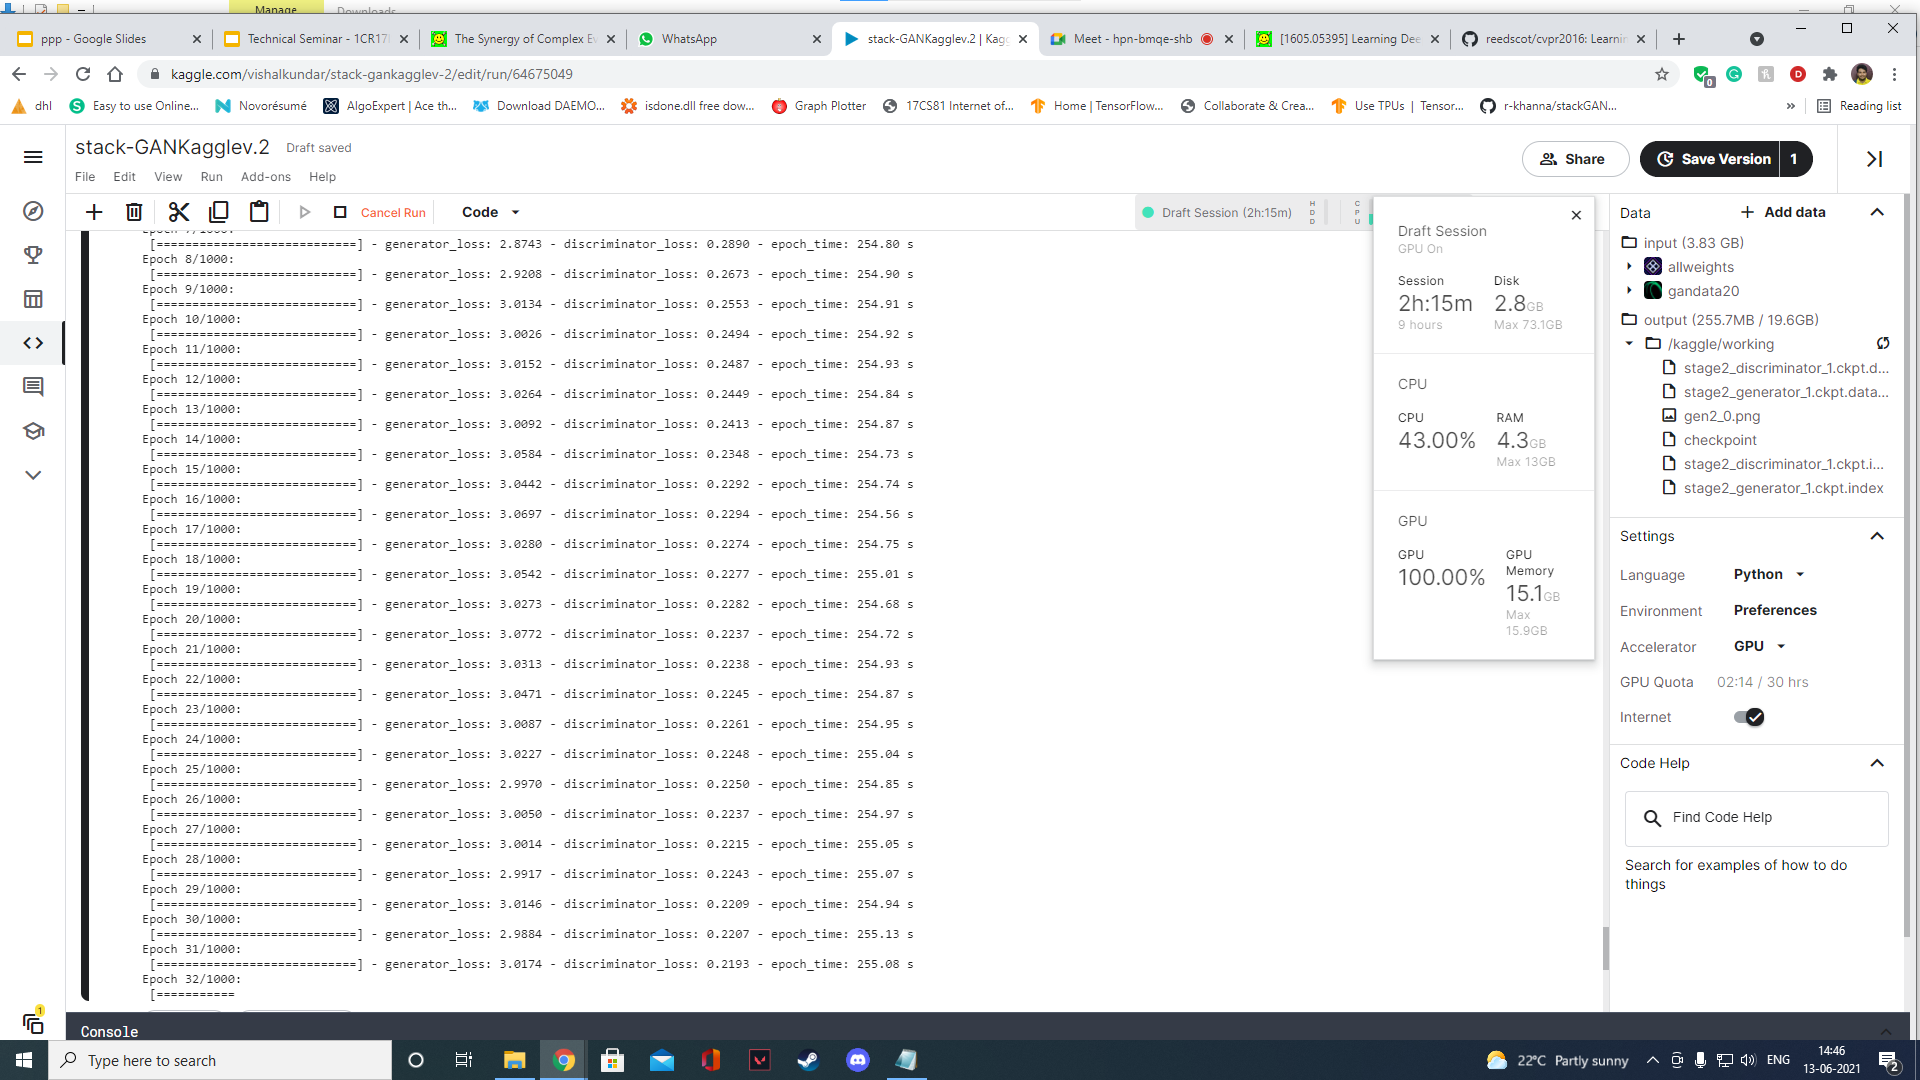 Manage
Downloads
ppp - Google Slides
Technical Seminar - 1CR17
The Synergy of Complex Ev
WhatsApp
stack-GANKagglev.2 | Kag
Meet - hpn-bmqe-shb
[1605.05395] Learning Dee
reedscot/cvpr2016: Learnin
kaggle.com/vishalkundar/stack-gankagglev-2/edit/run/64675049
0
dhl
Easy to use Online...
Novorésumé
AlgoExpert | Ace th...
Download DAEMO...
isdone.dll free dow...
Graph Plotter
17CS81 Internet of...
Home | TensorFlow...
Collaborate & Crea...
Use TPUs | Tensor...
r-khanna/stackGAN...
»
Reading list
stack-GANKagglev.2 Draft saved
Share
Save Version 1
File Edit View Run Add-ons Help
Cancel Run
Code
Draft Session (2h:15m)
HDD
CPU
Epoch 7/1000:
[===========================] - generator_loss: 2.8743 - discriminator_loss: 0.2890 - epoch_time: 254.80 s
Epoch 8/1000:
[===========================] - generator_loss: 2.9208 - discriminator_loss: 0.2673 - epoch_time: 254.90 s
Epoch 9/1000:
[===========================] - generator_loss: 3.0134 - discriminator_loss: 0.2553 - epoch_time: 254.91 s
Epoch 10/1000:
[===========================] - generator_loss: 3.0026 - discriminator_loss: 0.2494 - epoch_time: 254.92 s
Epoch 11/1000:
[===========================] - generator_loss: 3.0152 - discriminator_loss: 0.2487 - epoch_time: 254.93 s
Epoch 12/1000:
[===========================] - generator_loss: 3.0264 - discriminator_loss: 0.2449 - epoch_time: 254.84 s
Epoch 13/1000:
[===========================] - generator_loss: 3.0092 - discriminator_loss: 0.2413 - epoch_time: 254.87 s
Epoch 14/1000:
[===========================] - generator_loss: 3.0584 - discriminator_loss: 0.2348 - epoch_time: 254.73 s
Epoch 15/1000:
[===========================] - generator_loss: 3.0442 - discriminator_loss: 0.2292 - epoch_time: 254.74 s
Epoch 16/1000:
[===========================] - generator_loss: 3.0697 - discriminator_loss: 0.2294 - epoch_time: 254.56 s
Epoch 17/1000:
[===========================] - generator_loss: 3.0280 - discriminator_loss: 0.2274 - epoch_time: 254.75 s
Epoch 18/1000:
[===========================] - generator_loss: 3.0542 - discriminator_loss: 0.2277 - epoch_time: 255.01 s
Epoch 19/1000:
[===========================] - generator_loss: 3.0273 - discriminator_loss: 0.2282 - epoch_time: 254.68 s
Epoch 20/1000:
[===========================] - generator_loss: 3.0772 - discriminator_loss: 0.2237 - epoch_time: 254.72 s
Epoch 21/1000:
[===========================] - generator_loss: 3.0313 - discriminator_loss: 0.2238 - epoch_time: 254.93 s
Epoch 22/1000:
[===========================] - generator_loss: 3.0471 - discriminator_loss: 0.2245 - epoch_time: 254.87 s
Epoch 23/1000:
[===========================] - generator_loss: 3.0087 - discriminator_loss: 0.2261 - epoch_time: 254.95 s
Epoch 24/1000:
[===========================] - generator_loss: 3.0227 - discriminator_loss: 0.2248 - epoch_time: 255.04 s
Epoch 25/1000:
[===========================] - generator_loss: 2.9970 - discriminator_loss: 0.2250 - epoch_time: 254.85 s
Epoch 26/1000:
[===========================] - generator_loss: 3.0050 - discriminator_loss: 0.2237 - epoch_time: 254.97 s
Epoch 27/1000:
[===========================] - generator_loss: 3.0014 - discriminator_loss: 0.2215 - epoch_time: 255.05 s
Epoch 28/1000:
[===========================] - generator_loss: 2.9917 - discriminator_loss: 0.2243 - epoch_time: 255.07 s
Epoch 29/1000:
[===========================] - generator_loss: 3.0146 - discriminator_loss: 0.2209 - epoch_time: 254.94 s
Epoch 30/1000:
[===========================] - generator_loss: 2.9884 - discriminator_loss: 0.2207 - epoch_time: 255.13 s
Epoch 31/1000:
[===========================] - generator_loss: 3.0174 - discriminator_loss: 0.2193 - epoch_time: 255.08 s
Epoch 32/1000:
[===========
Draft Session
GPU On
Session Disk
2h:15m 2.8GB
9 hours Max 73.1GB
CPU
CPU RAM
43.00% 4.3GB
Max 13GB
GPU
GPU GPU Memory
100.00% 15.1GB
Max 15.9GB
Data + Add data
input (3.83 GB)
allweights
gandata20
output (255.7MB / 19.6GB)
/kaggle/working
stage2_discriminator_1.ckpt.d...
stage2_generator_1.ckpt.data...
gen2_0.png
checkpoint
stage2_discriminator_1.ckpt.i...
stage2_generator_1.ckpt.index
Settings
Language Python
Environment Preferences
Accelerator GPU
GPU Quota 02:14 / 30 hrs
Internet
Code Help
Find Code Help
Search for examples of how to do
things
1
Console
Type here to search
22°C Partly sunny
ENG
14:46
13-06-2021
2